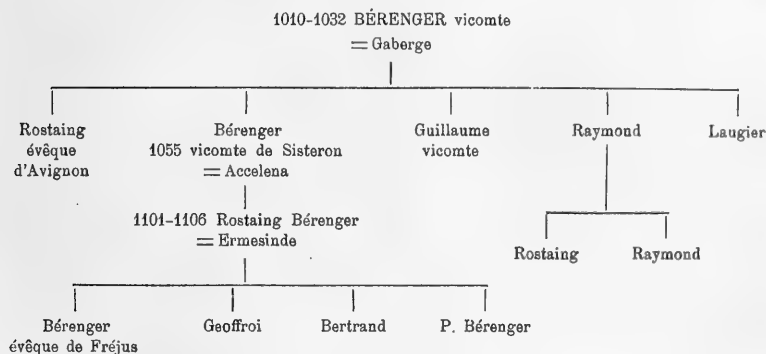 1010-1032 BÉRENGER vicomte
= Gaberge
Rostaing
évêque
d'Avignon
Bérenger
1055 vicomte de Sisteron
= Accelena
Guillaume
vicomte
Raymond
Laugier
1101-1106 Rostaing Bérenger
= Ermesinde
Rostaing
Raymond
Bérenger
évêque de Fréjus
Geoffroi
Bertrand
P. Bérenger